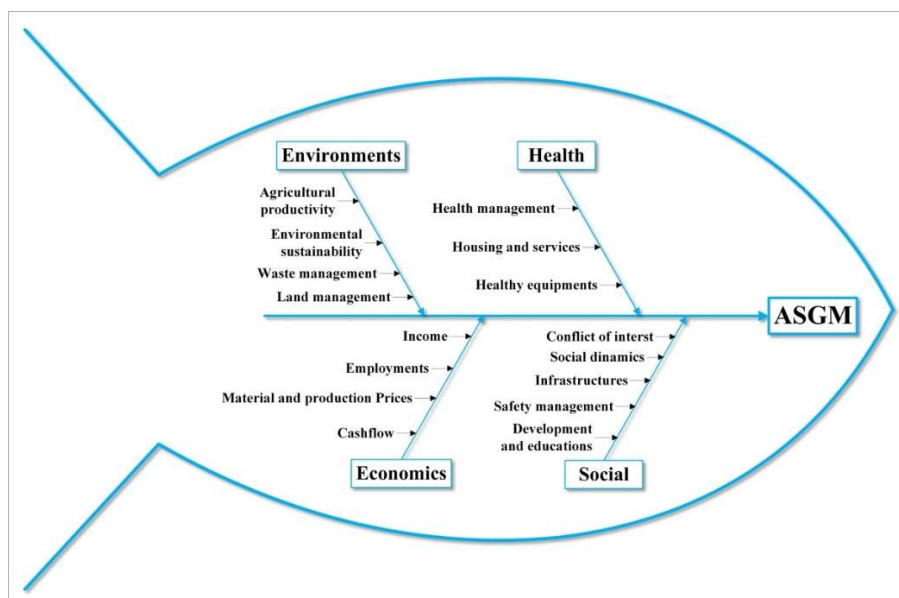 Environments
Agricultural
productivity
Environmental
sustainability
Waste management
Land management
Health
Health management
Housing and services
Healthy equipments
ASGM
Income
Employments
Material and production Prices
Cashflow
Economics
Conflict of interst
Social dinamics
Infrastructures
Safety management
Development
and educations
Social